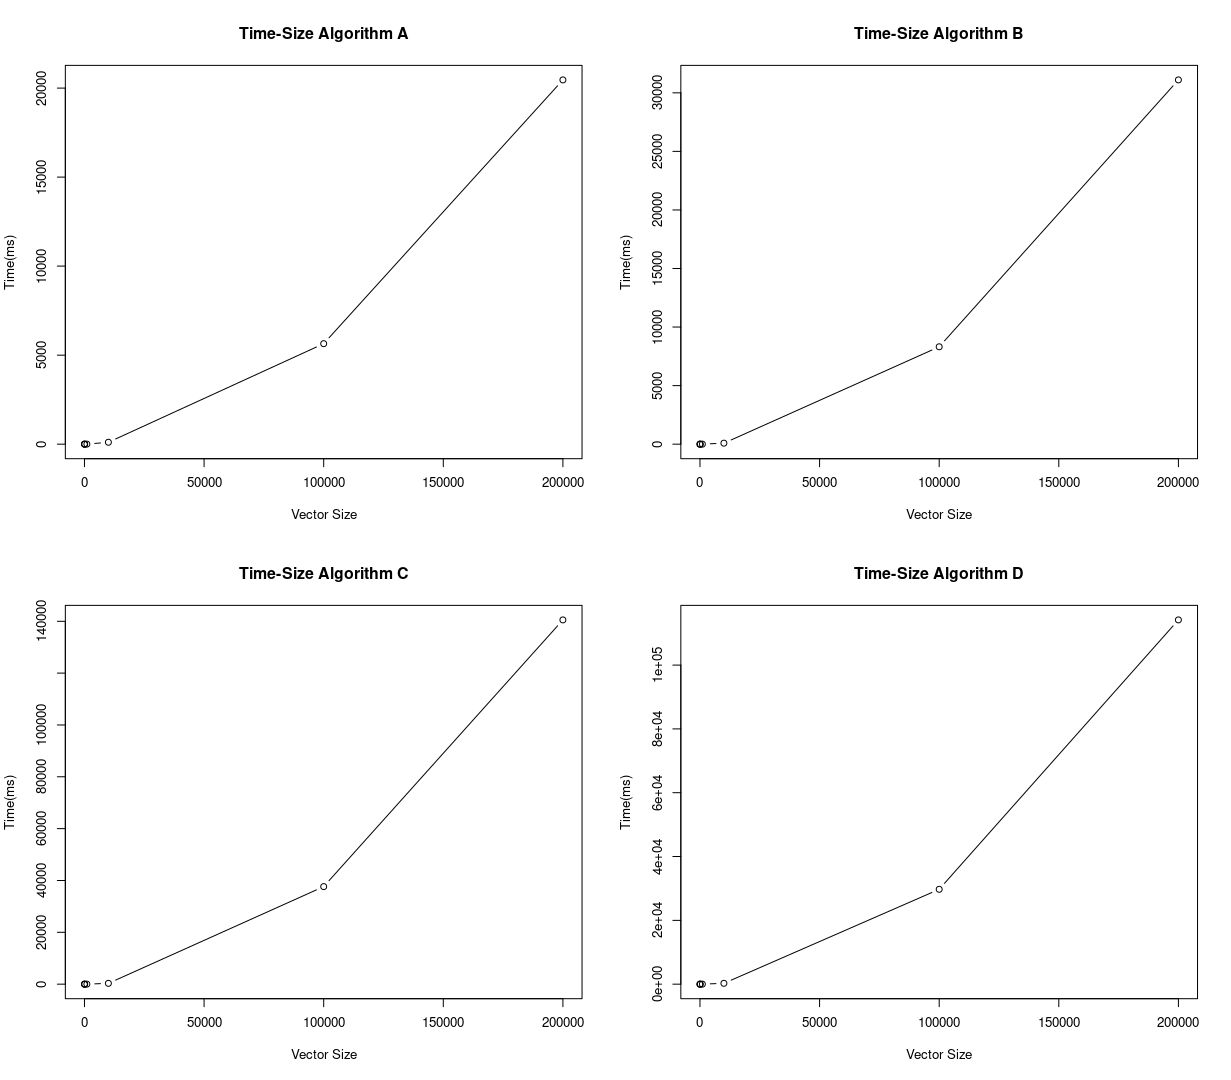 Time-Size Algorithm A
20000
15000
10000
5000
0
Time(ms)
0 50000 100000 150000 200000
Vector Size
Time-Size Algorithm B
30000
25000
20000
15000
10000
5000
0
Time(ms)
0 50000 100000 150000 200000
Vector Size
Time-Size Algorithm C
140000
100000
80000
60000
40000
20000
0
Time(ms)
0 50000 100000 150000 200000
Vector Size
Time-Size Algorithm D
1e+05
8e+04
6e+04
4e+04
2e+04
0e+00
Time(ms)
0 50000 100000 150000 200000
Vector Size